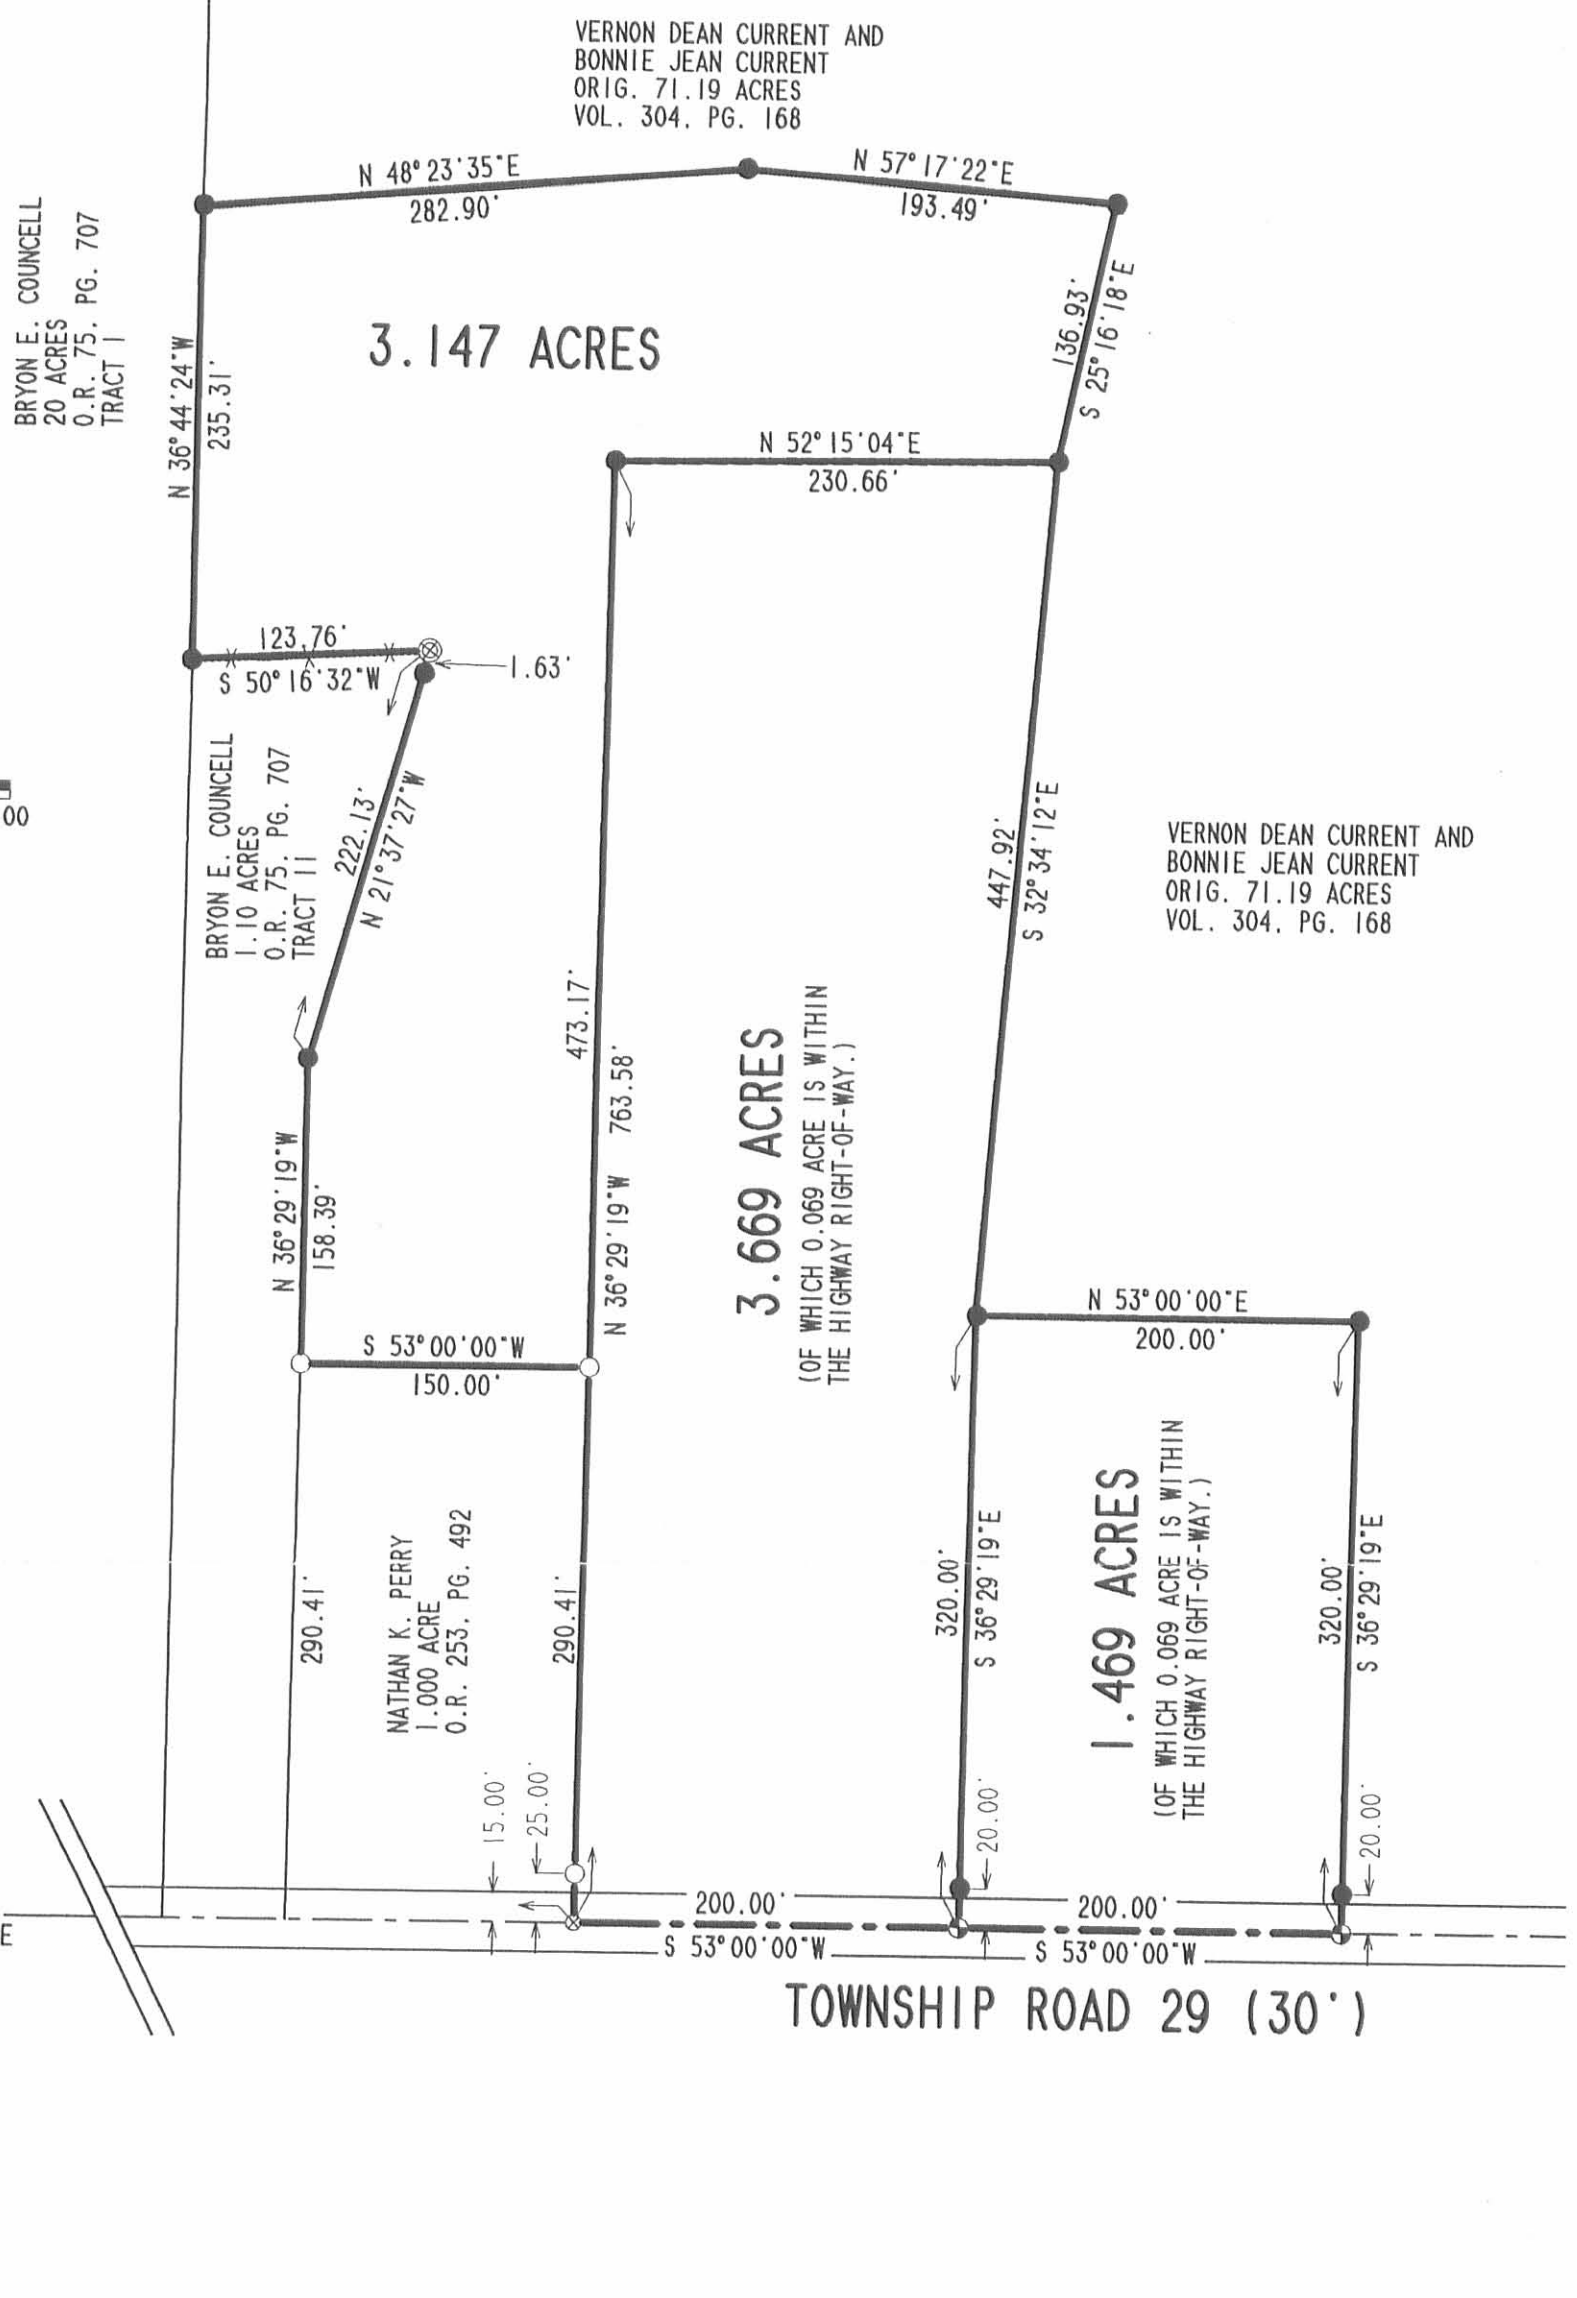 VERNON DEAN CURRENT AND
BONNIE JEAN CURRENT
ORIG. 71.19 ACRES
VOL. 304, PG. 168
N 48°23'35"E
282.90'
N 57°17'22"E
193.49'
BRYON E. COUNCELL
20 ACRES
O.R. 75, PG. 707
TRACT I
N 36°44'24"W
235.31'
3.147 ACRES
136.93'
S 25°16'18"E
N 52°15'04"E
230.66'
123.76'
S 50°16'32"W
1.63'
BRYON E. COUNCELL
1.10 ACRES
O.R. 75, PG. 707
TRACT II
222.13'
N 21°37'27"W
00
447.92'
S 32°34'12"E
VERNON DEAN CURRENT AND
BONNIE JEAN CURRENT
ORIG. 71.19 ACRES
VOL. 304, PG. 168
473.17'
N 36°29'19"W 763.58'
3.669 ACRES
(OF WHICH 0.069 ACRE IS WITHIN
THE HIGHWAY RIGHT-OF-WAY.)
N 36°29'19"W
158.39'
S 53°00'00"W
150.00'
N 53°00'00"E
200.00'
290.41'
NATHAN K. PERRY
1.000 ACRE
O.R. 253, PG. 492
290.41'
320.00'
S 36°29'19"E
1.469 ACRES
(OF WHICH 0.069 ACRE IS WITHIN
THE HIGHWAY RIGHT-OF-WAY.)
320.00'
S 36°29'19"E
15.00'
25.00'
20.00'
20.00'
200.00'
200.00'
E
S 53°00'00"W
S 53°00'00"W
TOWNSHIP ROAD 29 (30')